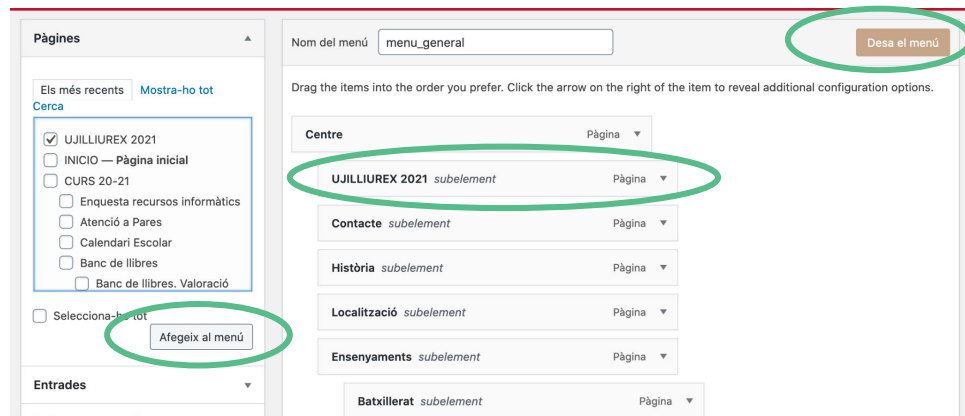 Pàgines
Els més recents Mostra-ho tot
Cerca
UJILLIUREX 2021
INICIO — Pàgina inicial
CURS 20-21
Enquesta recursos informàtics
Atenció a Pares
Calendari Escolar
Banc de llibres
Banc de llibres. Valoració
Selecciona-ho tot
Afegeix al menú
Entrades
Nom del menú menu_general
Desa el menú
Drag the items into the order you prefer. Click the arrow on the right of the item to reveal additional configuration options.
Centre Pàgina
UJILLIUREX 2021 subelement Pàgina
Contacte subelement Pàgina
Història subelement Pàgina
Localització subelement Pàgina
Ensenyaments subelement Pàgina
Batxillerat subelement Pàgina